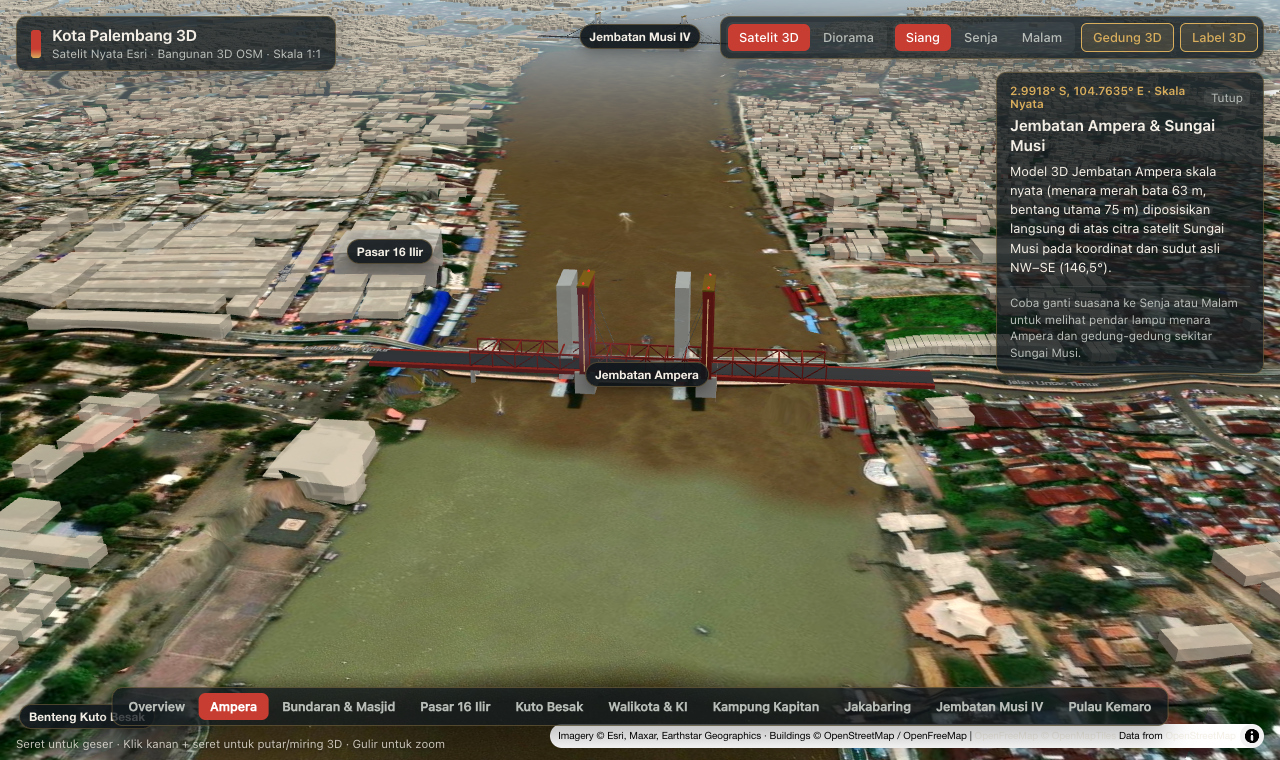 Kota Palembang 3D
Satelit Nyata Esri · Bangunan 3D OSM · Skala 1:1
Jembatan Musi IV
Satelit 3D
Diorama
Siang
Senja
Malam
Gedung 3D
Label 3D
2.9918° S, 104.7635° E · Skala
Nyata
Tutup
Jembatan Ampera & Sungai
Musi
Model 3D Jembatan Ampera skala
nyata (menara merah bata 63 m,
bentang utama 75 m) diposisikan
langsung di atas citra satelit Sungai
Musi pada koordinat dan sudut asli
NW–SE (146,5°).
Coba ganti suasana ke Senja atau Malam
untuk melihat pendar lampu menara
Ampera dan gedung-gedung sekitar
Sungai Musi.
Pasar 16 Ilir
Jembatan Ampera
Overview
Ampera
Bundaran & Masjid
Pasar 16 Ilir
Kuto Besak
Walikota & KI
Kampung Kapitan
Jakabaring
Jembatan Musi IV
Pulau Kemaro
Benteng Kuto Besak
Seret untuk geser · Klik kanan + seret untuk putar/miring 3D · Gulir untuk zoom
Imagery © Esri, Maxar, Earthstar Geographics · Buildings © OpenStreetMap / OpenFreeMap | OpenFreeMap Data from OpenStreetMap